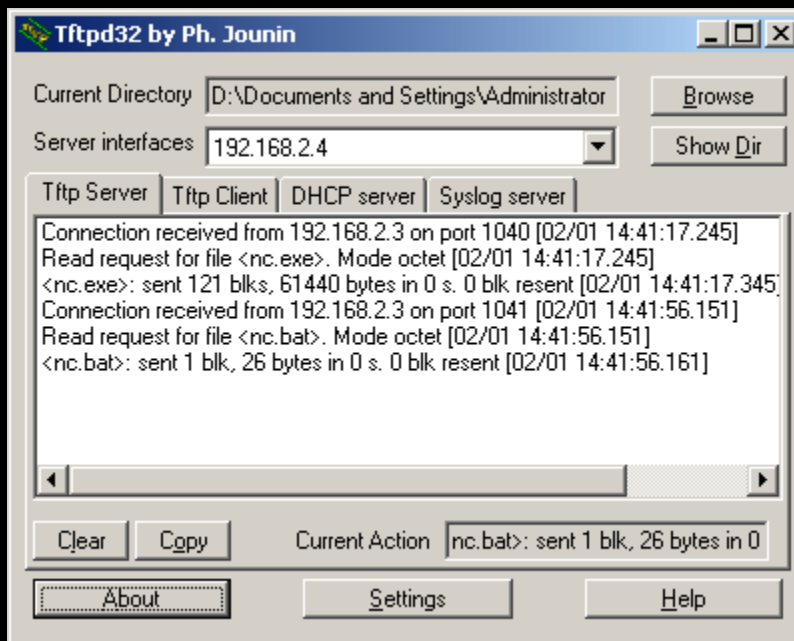 Tftpd32 by Ph. Jounin
Current Directory D:\Documents and Settings\Administrator Browse
Server interfaces 192.168.2.4 Show Dir
Tftp Server Tftp Client DHCP server Syslog server
Connection received from 192.168.2.3 on port 1040 [02/01 14:41:17.245]
Read request for file <nc.exe>. Mode octet [02/01 14:41:17.245]
<nc.exe>: sent 121 blks, 61440 bytes in 0 s. 0 blk resent [02/01 14:41:17.345]
Connection received from 192.168.2.3 on port 1041 [02/01 14:41:56.151]
Read request for file <nc.bat>. Mode octet [02/01 14:41:56.151]
<nc.bat>: sent 1 blk, 26 bytes in 0 s. 0 blk resent [02/01 14:41:56.161]
Clear Copy Current Action nc.bat>: sent 1 blk, 26 bytes in 0
About Settings Help